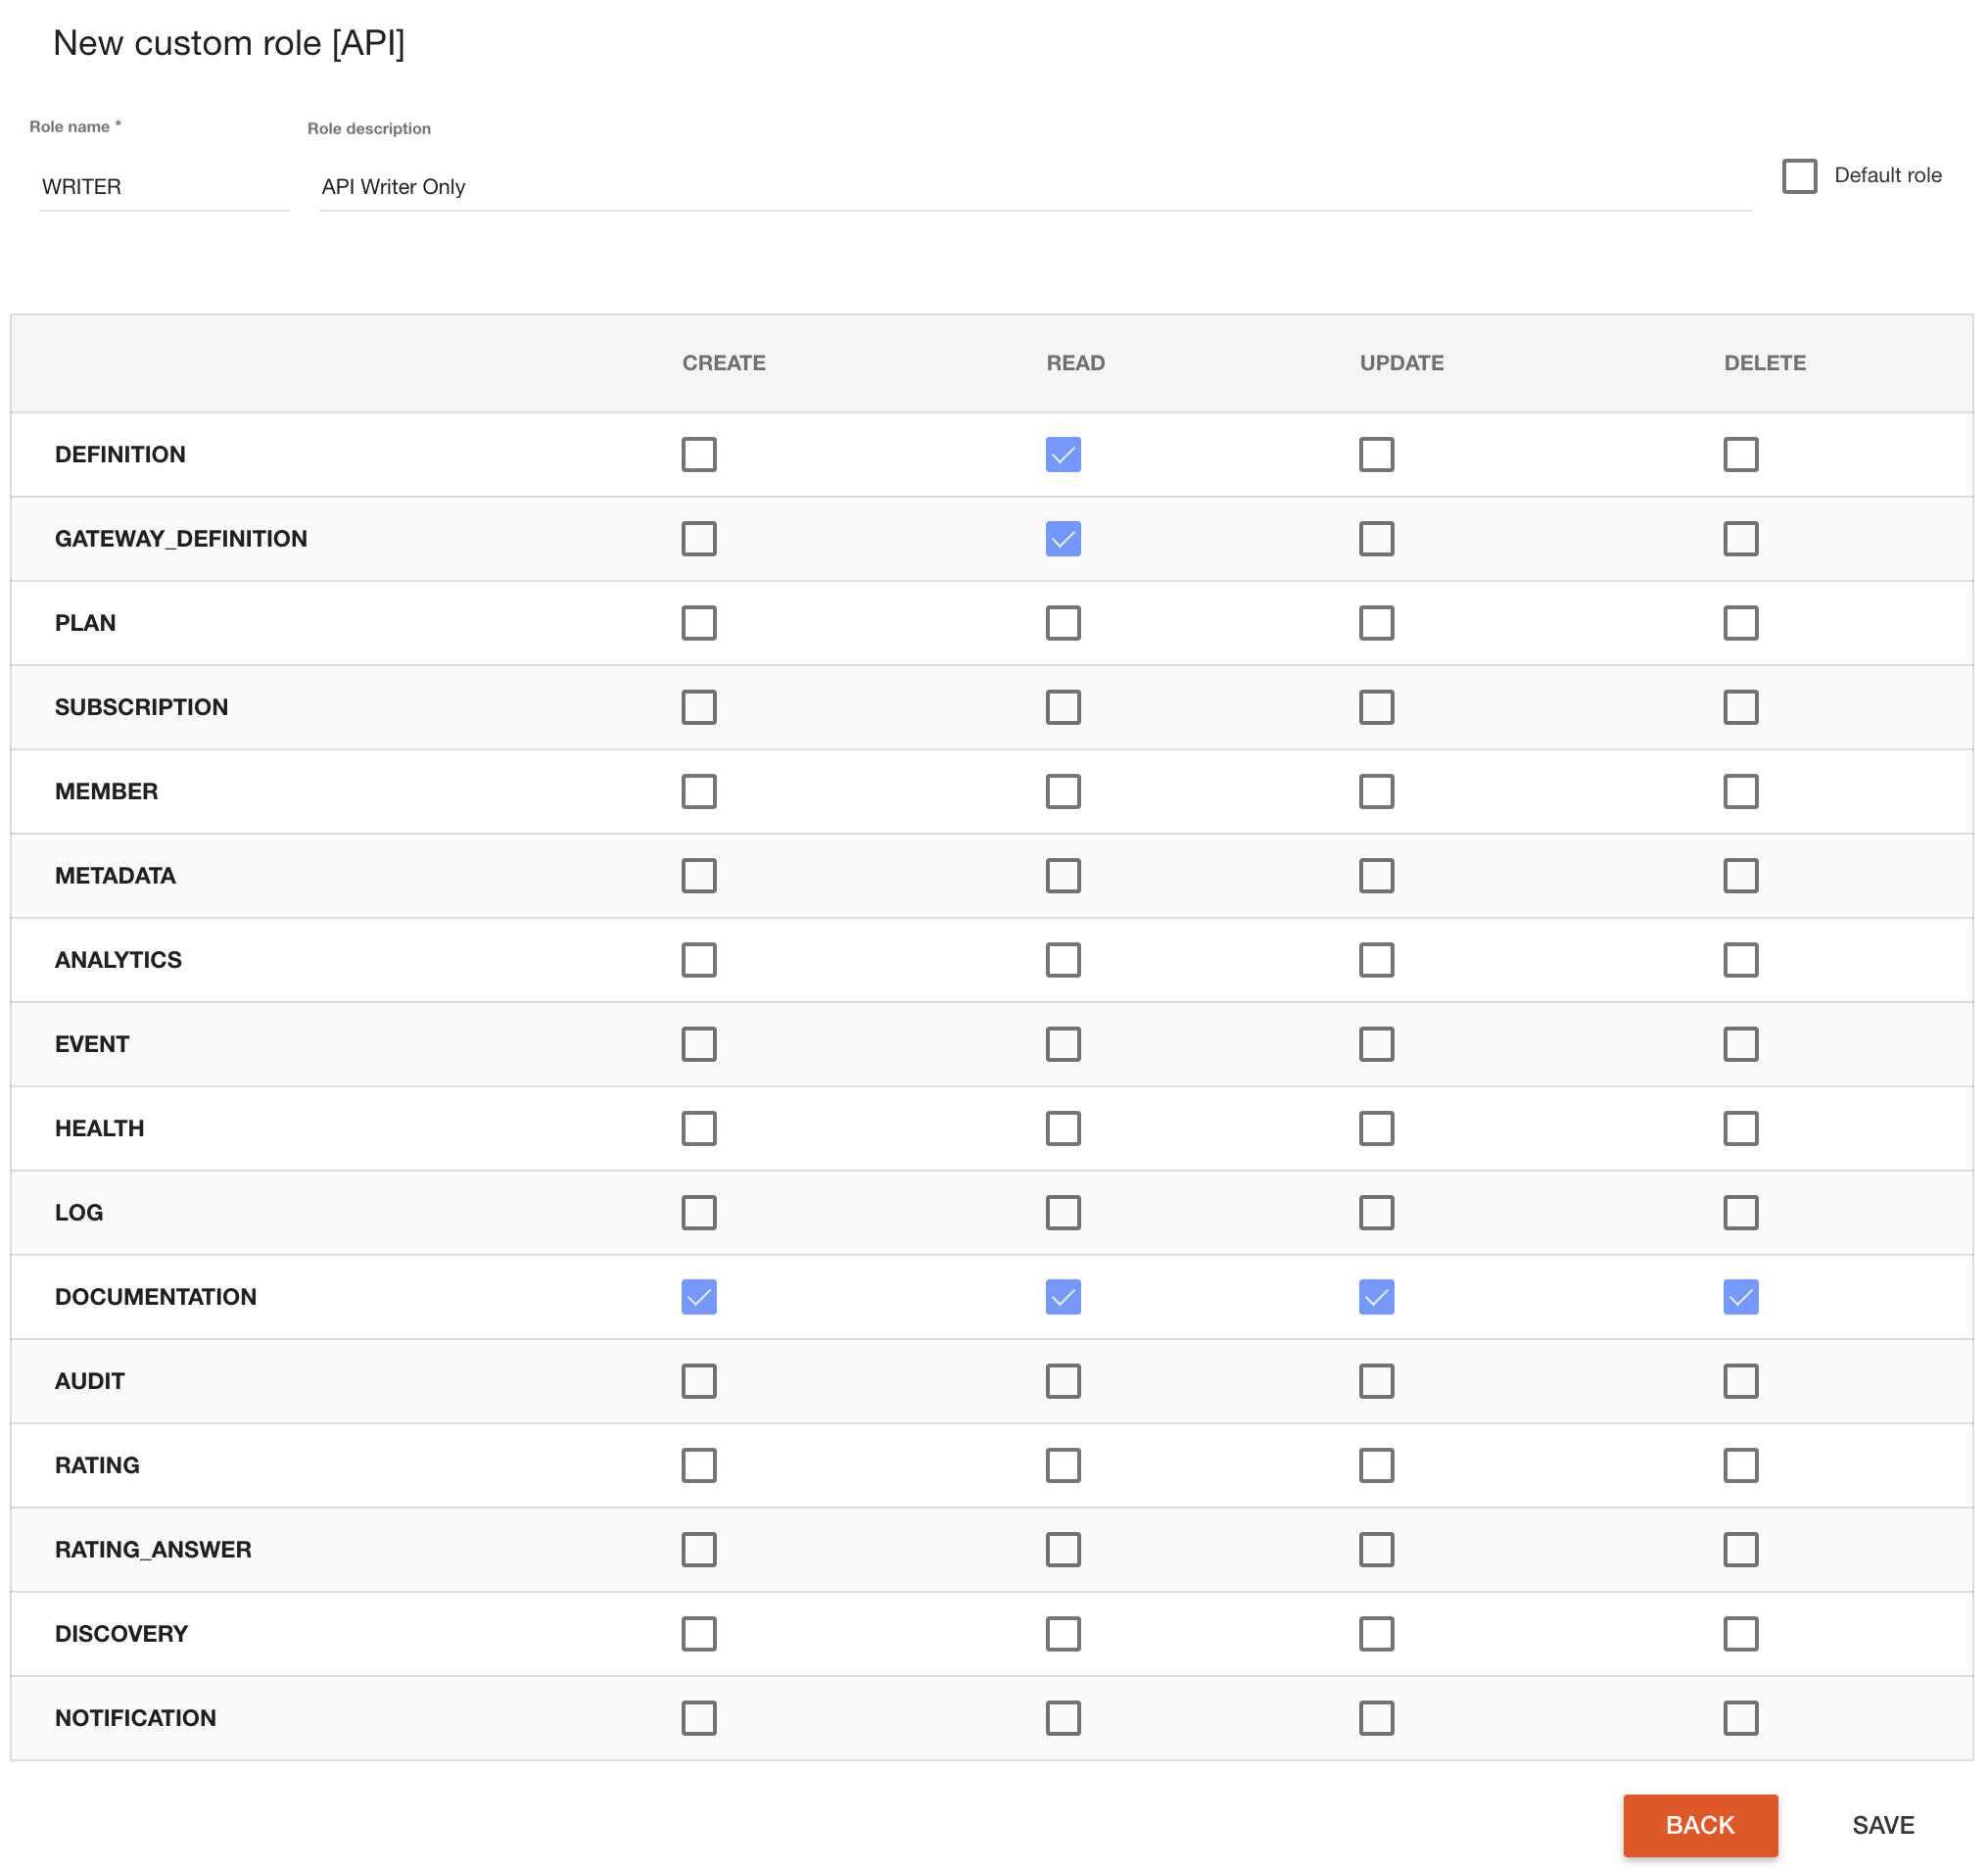 New custom role [API]
Role name * Role description
WRITER API Writer Only Default role
CREATE READ UPDATE DELETE
DEFINITION
GATEWAY_DEFINITION
PLAN
SUBSCRIPTION
MEMBER
METADATA
ANALYTICS
EVENT
HEALTH
LOG
DOCUMENTATION
AUDIT
RATING
RATING_ANSWER
DISCOVERY
NOTIFICATION
BACK SAVE